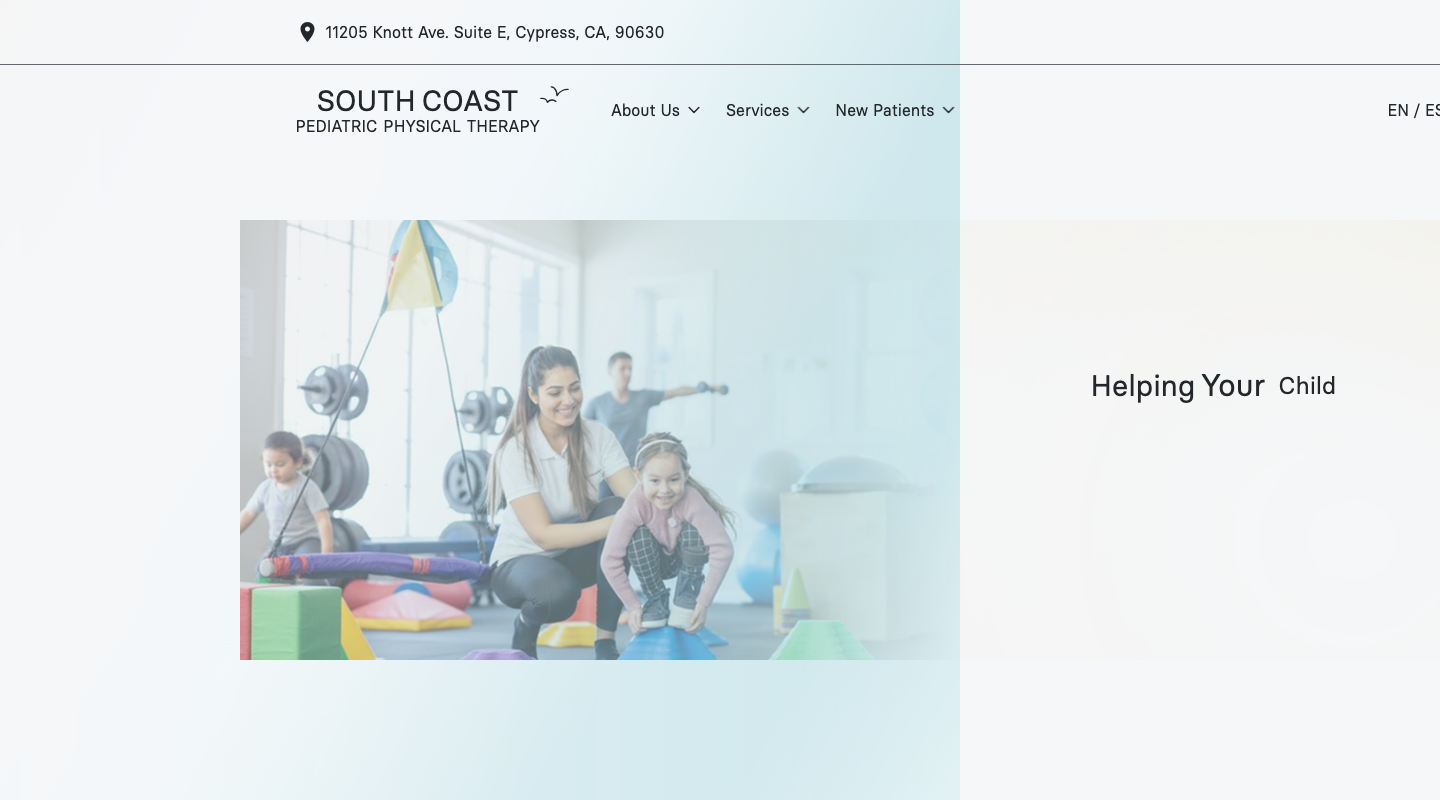 11205 Knott Ave. Suite E, Cypress, CA, 90630
SOUTH COAST
PEDIATRIC PHYSICAL THERAPY
About Us
Services
New Patients
EN / ES
Helping Your Child